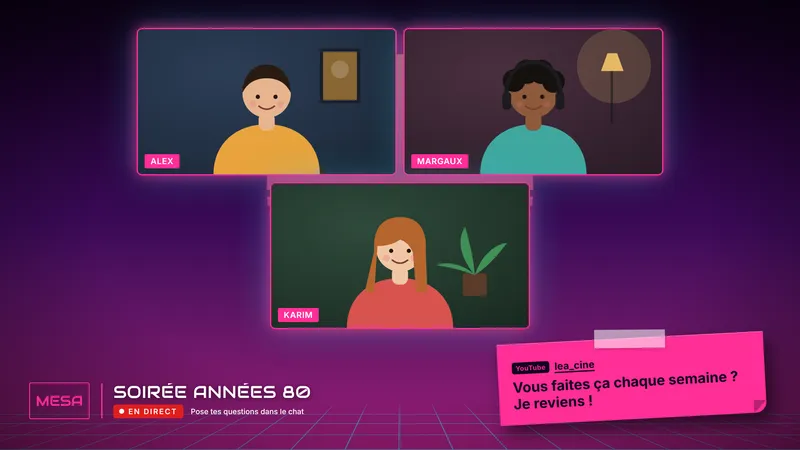 ALEX
MARGAUX
KARIM
MESA
SOIRÉE ANNÉES 80
EN DIRECT
Pose tes questions dans le chat
YouTube lea_cine
Vous faites ça chaque semaine ?
Je reviens !